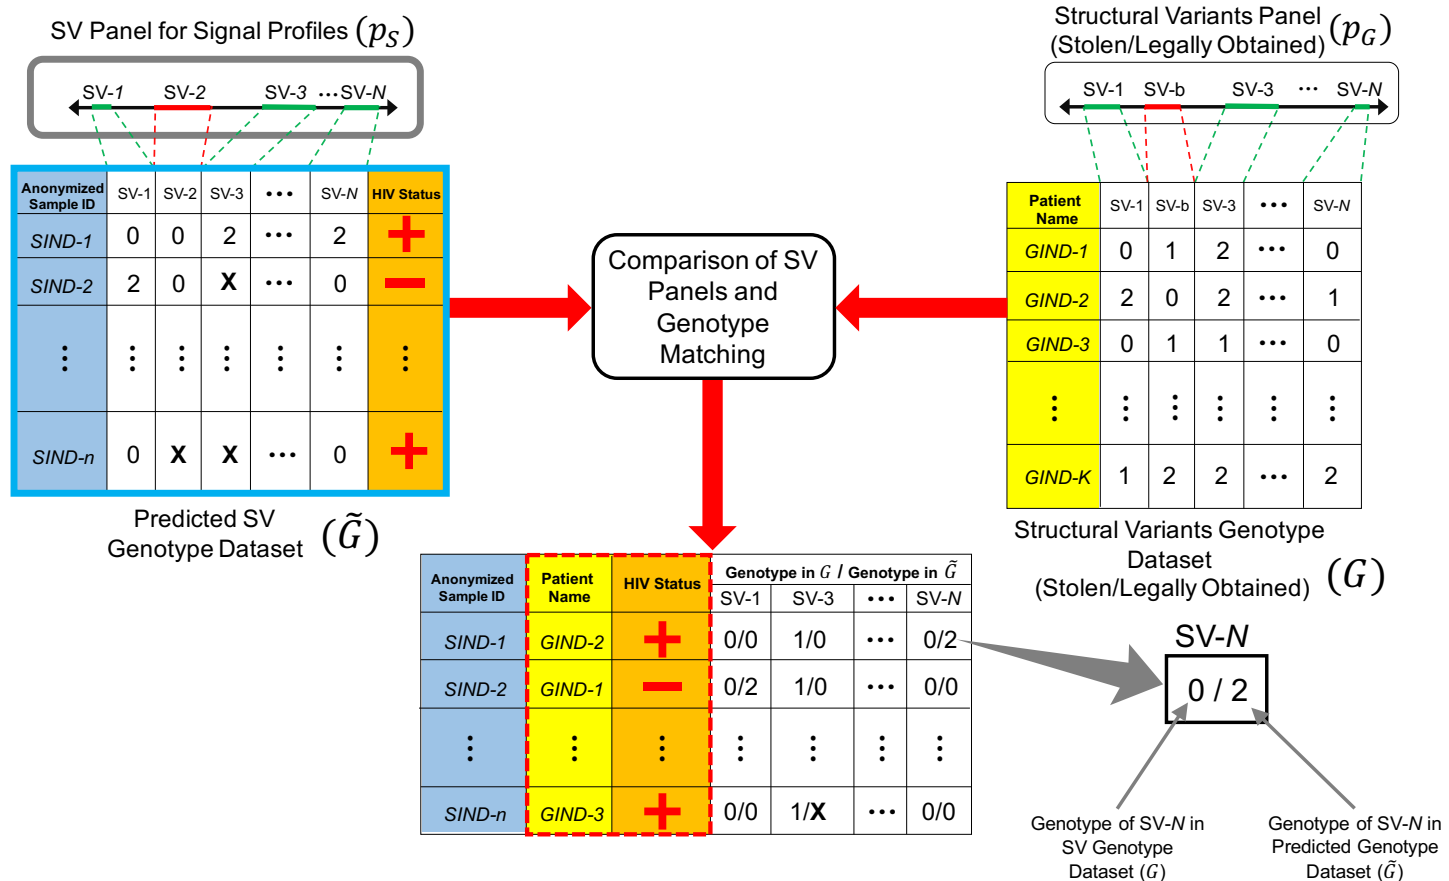 SV Panel for Signal Profiles (p_S)
SV-1 SV-2 SV-3 ⋯ SV-N
Structural Variants Panel
(Stolen/Legally Obtained) (p_G)
SV-1 SV-b SV-3 ⋯ SV-N
Anonymized Sample ID SV-1 SV-2 SV-3 ⋯ SV-N HIV Status
SIND-1 0 0 2 ⋯ 2 +
SIND-2 2 0 X ⋯ 0 −
⋮ ⋮ ⋮ ⋮ ⋮ ⋮
SIND-n 0 X X ⋯ 0 +
Predicted SV
Genotype Dataset (G̃)
Comparison of SV
Panels and
Genotype
Matching
Patient Name SV-1 SV-b SV-3 ⋯ SV-N
GIND-1 0 1 2 ⋯ 0
GIND-2 2 0 2 ⋯ 1
GIND-3 0 1 1 ⋯ 0
⋮ ⋮ ⋮ ⋮ ⋮ ⋮
GIND-K 1 2 2 ⋯ 2
Structural Variants Genotype
Dataset
(Stolen/Legally Obtained) (G)
Anonymized Sample ID Patient Name HIV Status Genotype in G / Genotype in G̃
SV-1 SV-3 ⋯ SV-N
SIND-1 GIND-2 + 0/0 1/0 ⋯ 0/2
SIND-2 GIND-1 − 0/2 1/0 ⋯ 0/0
⋮ ⋮ ⋮ ⋮ ⋮ ⋮ ⋮
SIND-n GIND-3 + 0/0 1/X ⋯ 0/0
SV-N
0 / 2
Genotype of SV-N in
SV Genotype
Dataset (G)
Genotype of SV-N in
Predicted Genotype
Dataset (G̃)